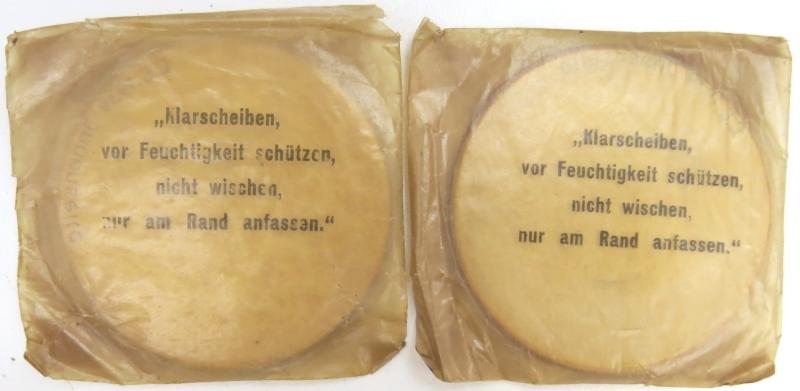 „Klarscheiben,
vor Feuchtigkeit schützen,
nicht wischen,
nur am Rand anfassen.“
„Klarscheiben,
vor Feuchtigkeit schützen,
nicht wischen,
nur am Rand anfassen.“